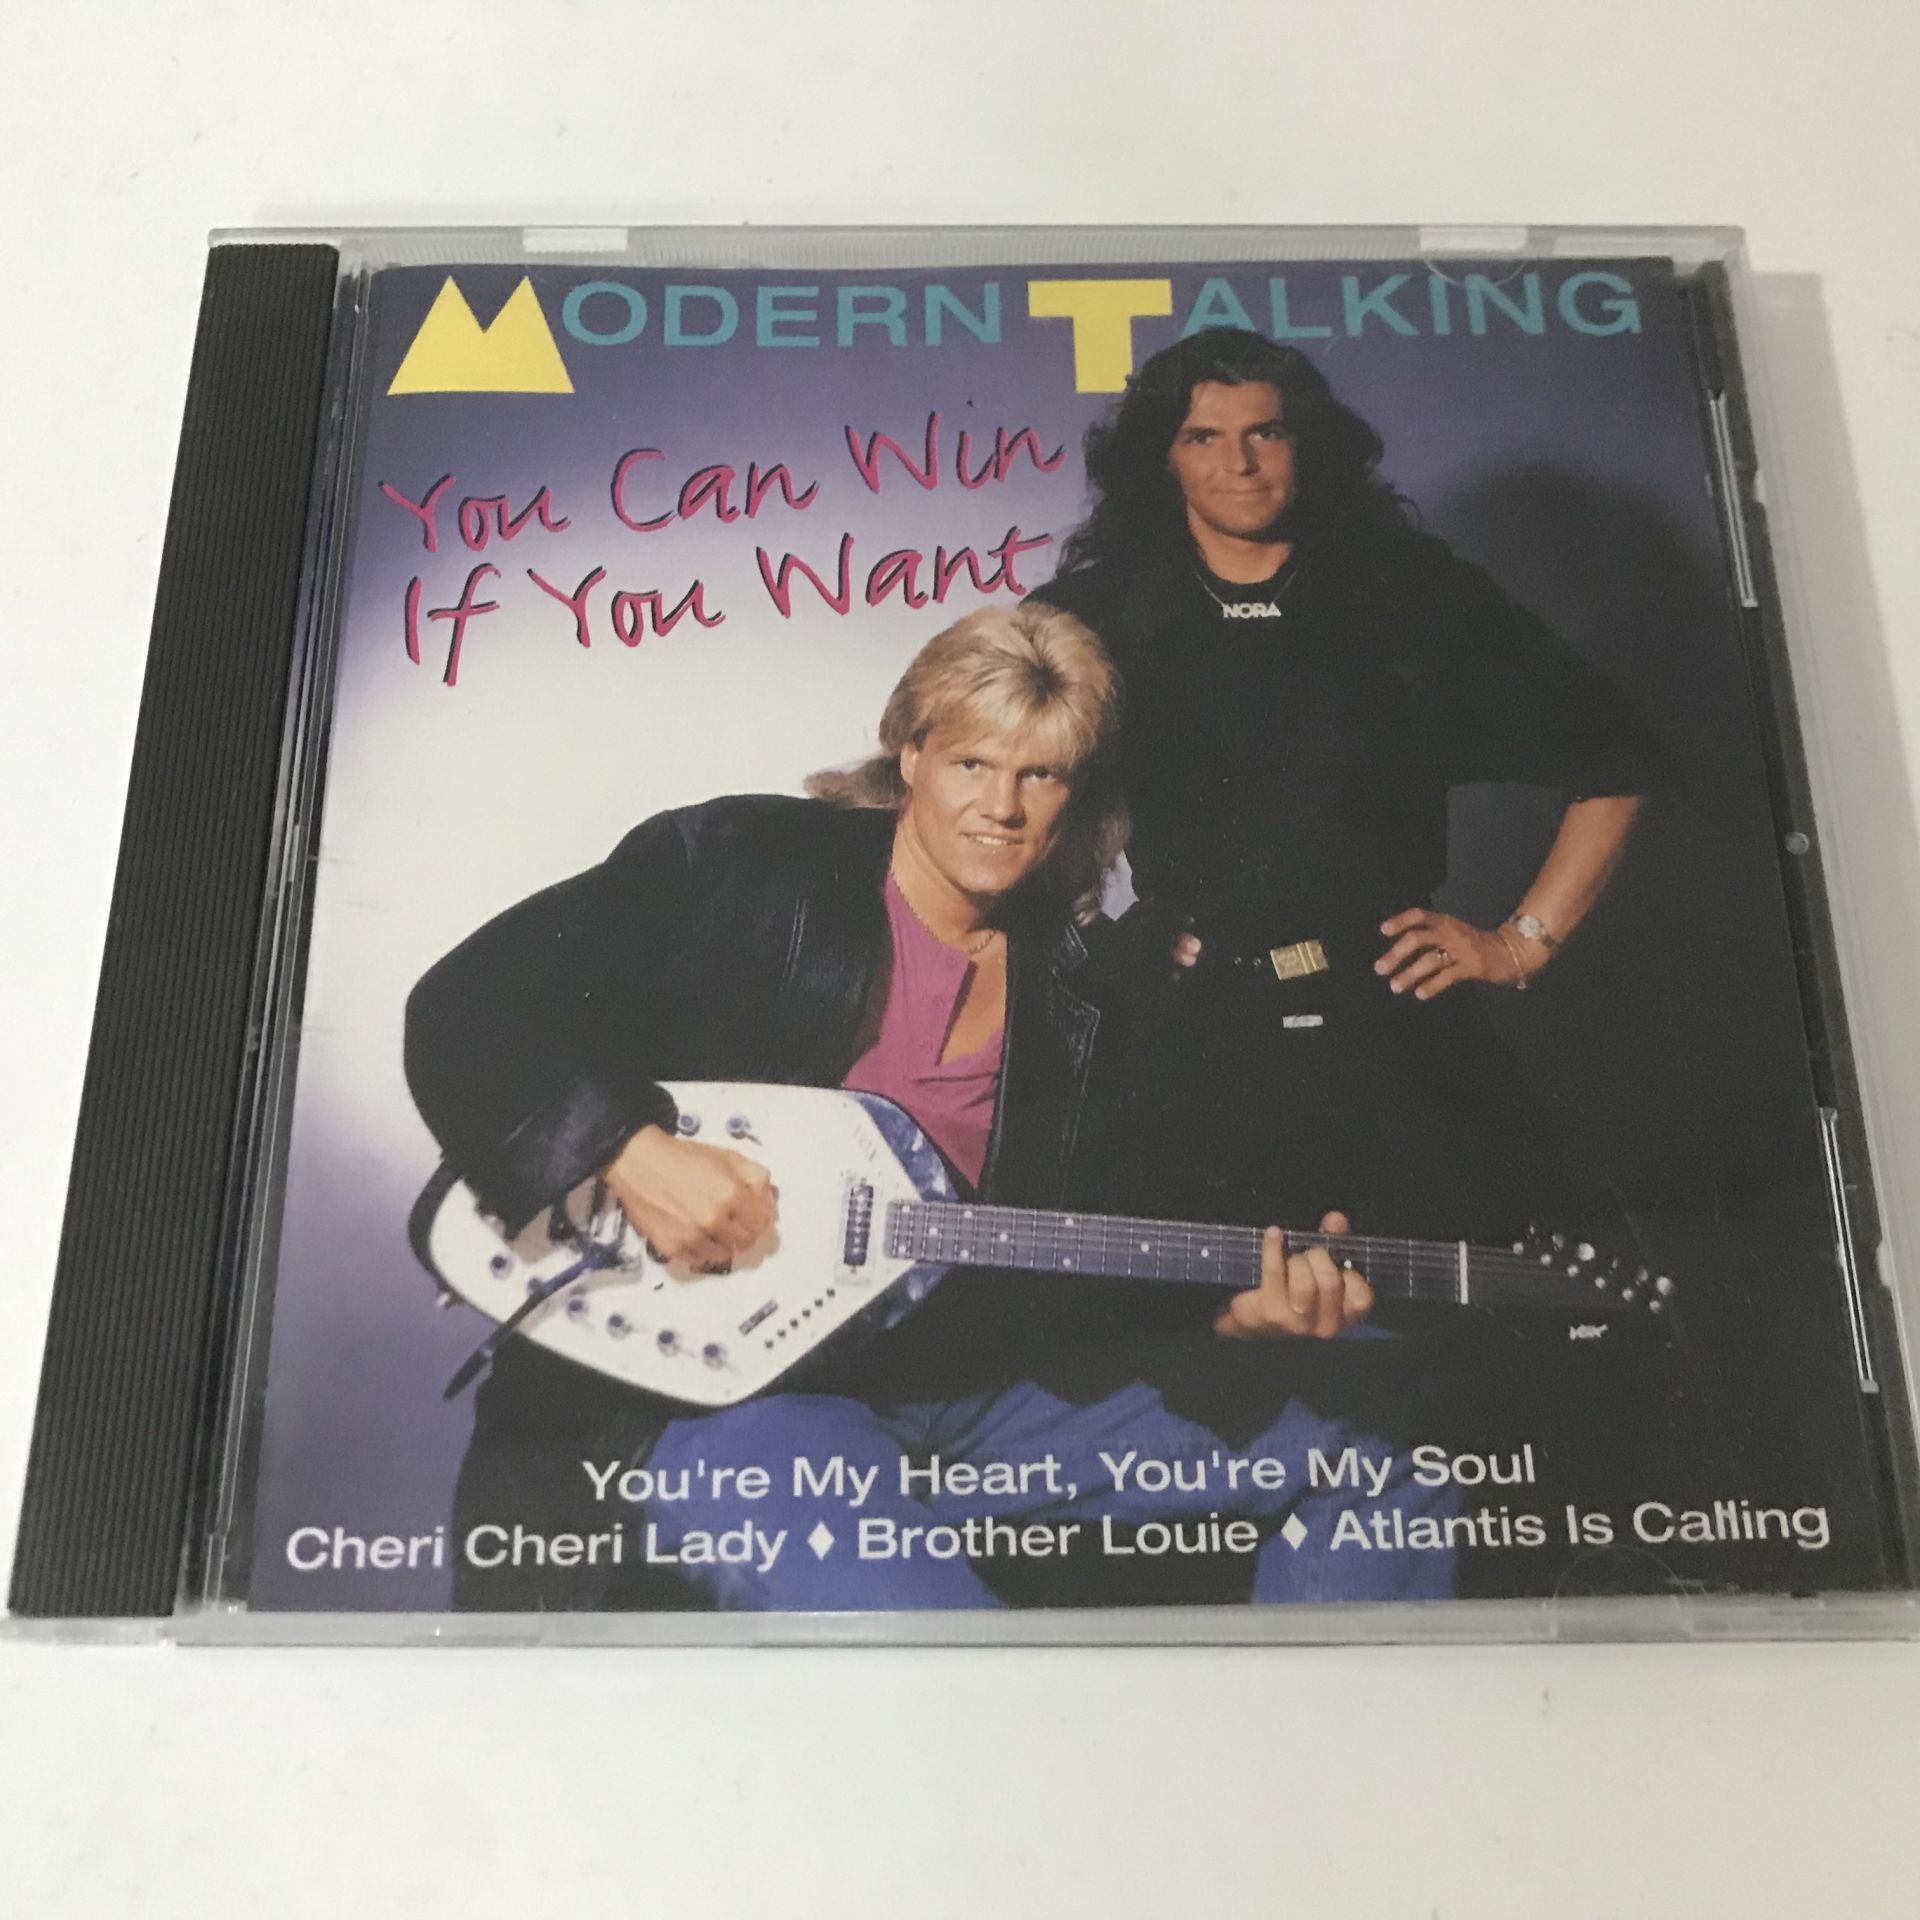 MODERN TALKING
You Can Win
If You Want
NORA
VOX
You're My Heart, You're My Soul
Cheri Cheri Lady ♦ Brother Louie ♦ Atlantis Is Calling